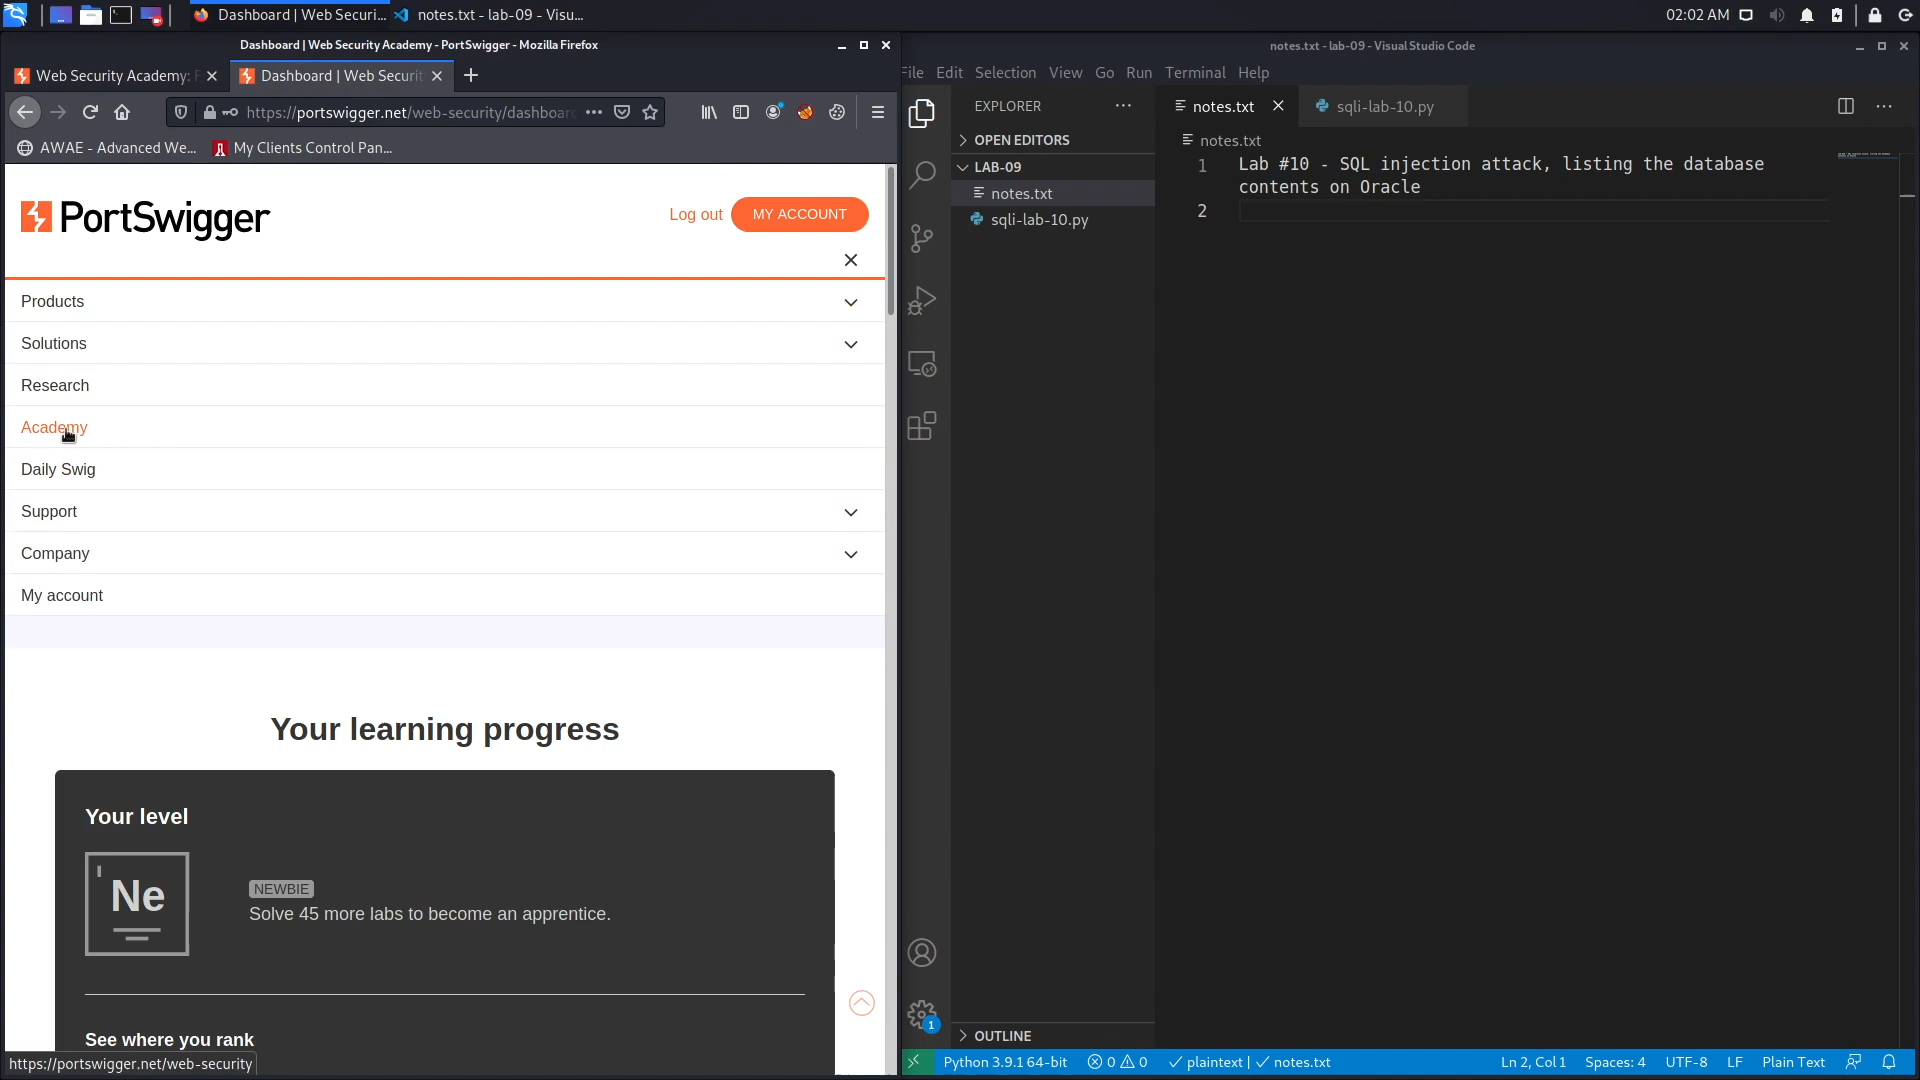 Dashboard | Web Securi...
notes.txt - lab-09 - Visu...
02:02 AM
Dashboard | Web Security Academy - PortSwigger - Mozilla Firefox
Web Security Academy:
Dashboard | Web Securit
https://portswigger.net/web-security/dashboard
AWAE - Advanced We...
My Clients Control Pan...
PortSwigger
Log out
MY ACCOUNT
Products
Solutions
Research
Academy
Daily Swig
Support
Company
My account
Your learning progress
Your level
Ne
NEWBIE
Solve 45 more labs to become an apprentice.
See where you rank
https://portswigger.net/web-security
notes.txt - lab-09 - Visual Studio Code
File Edit Selection View Go Run Terminal Help
EXPLORER
OPEN EDITORS
LAB-09
notes.txt
sqli-lab-10.py
OUTLINE
notes.txt
sqli-lab-10.py
notes.txt
1 Lab #10 - SQL injection attack, listing the database
contents on Oracle
2
1
Python 3.9.1 64-bit
0 0
plaintext | notes.txt
Ln 2, Col 1
Spaces: 4
UTF-8
LF
Plain Text